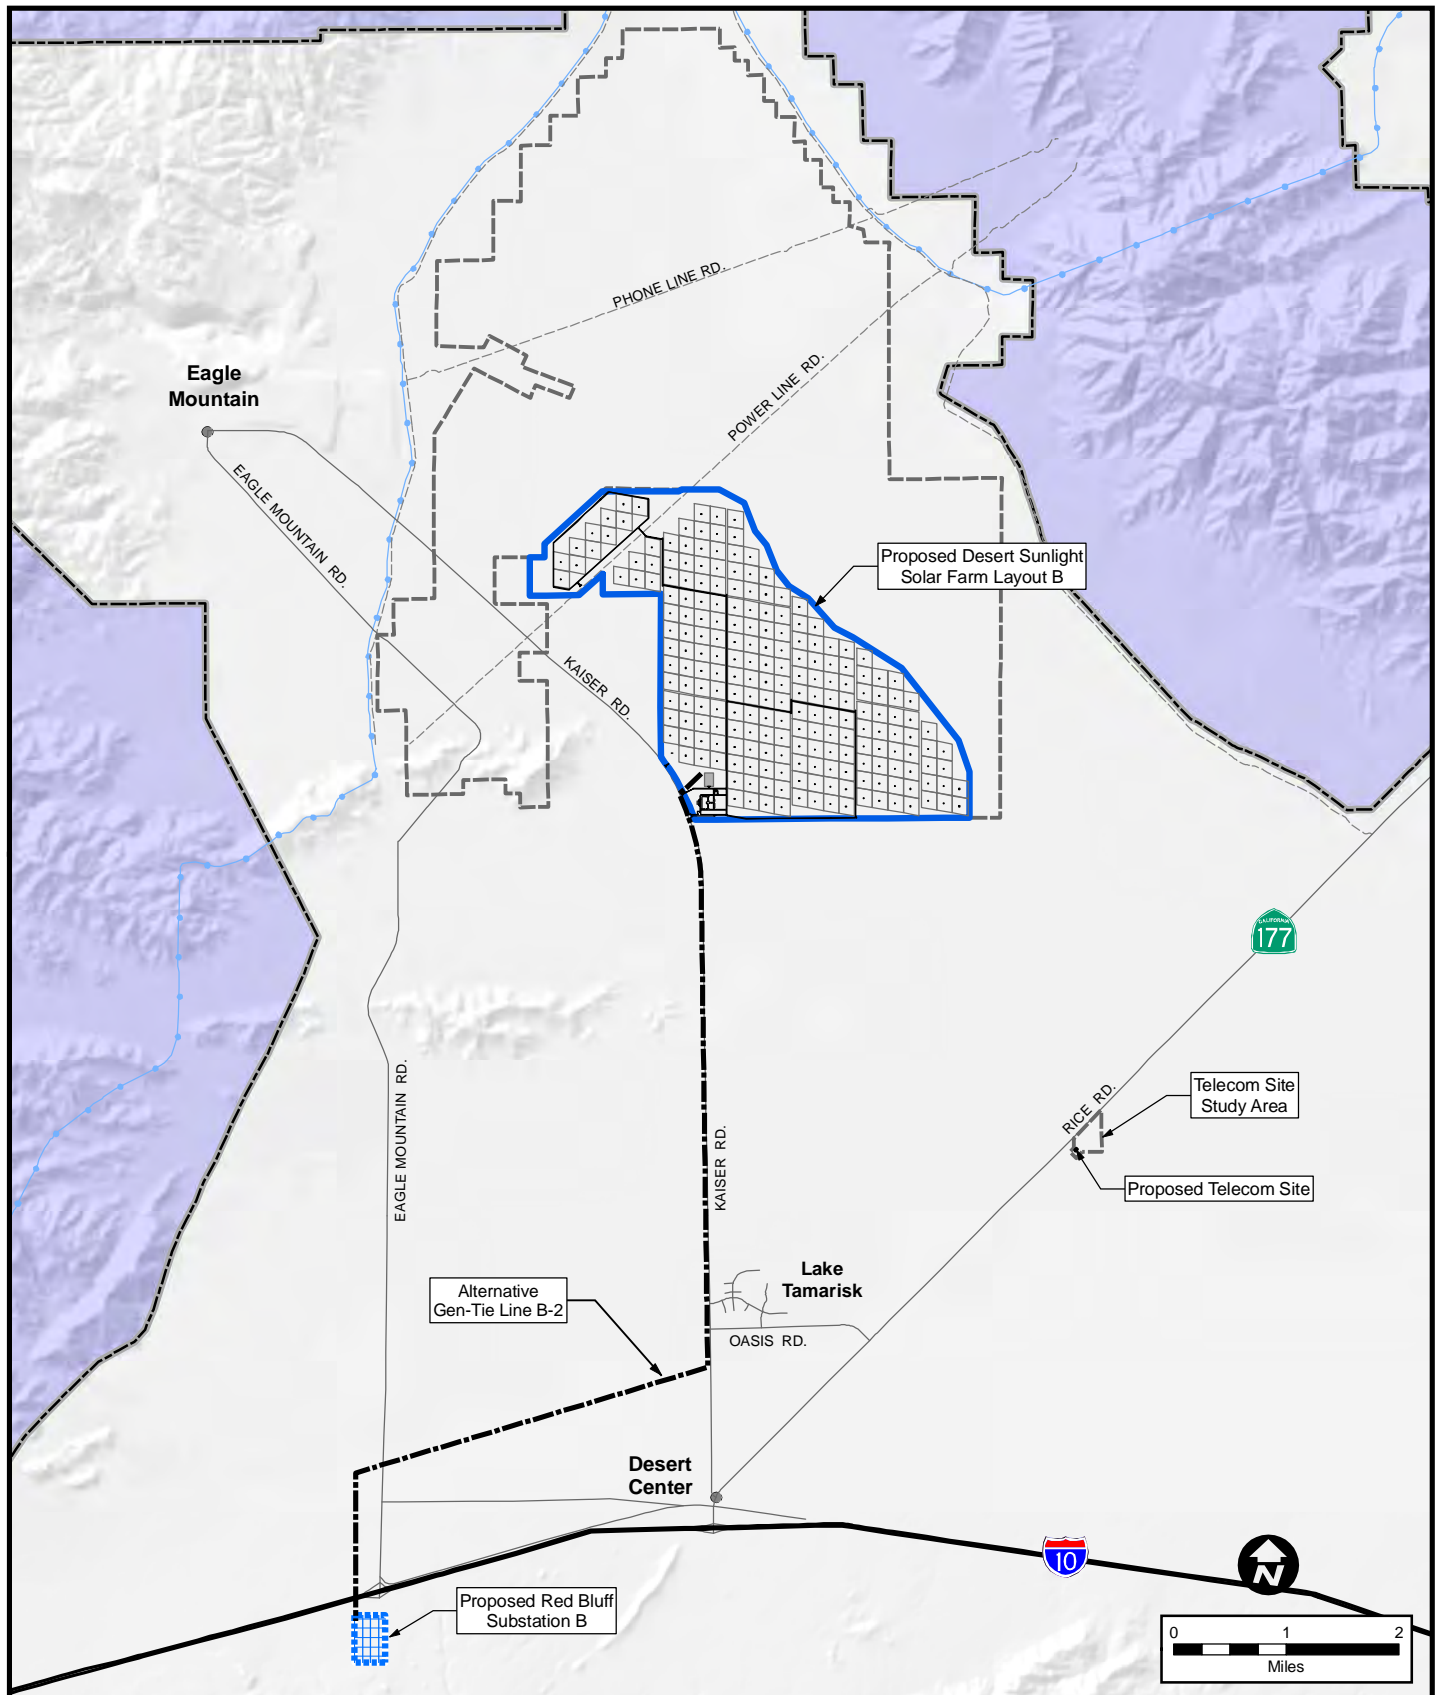 PHONE LINE RD.
Eagle
Mountain
POWER LINE RD.
EAGLE MOUNTAIN RD.
Proposed Desert Sunlight
Solar Farm Layout B
KAISER RD.
CALIFORNIA
177
EAGLE MOUNTAIN RD.
KAISER RD.
RICE RD.
Telecom Site
Study Area
Proposed Telecom Site
Lake
Tamarisk
Alternative
Gen-Tie Line B-2
OASIS RD.
Desert
Center
10
N
Proposed Red Bluff
Substation B
0 1 2
Miles